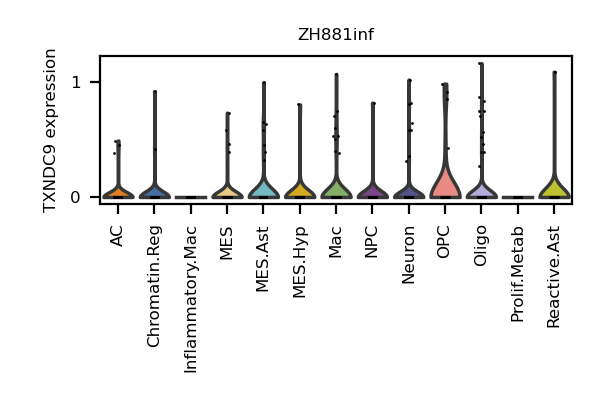 ZH881inf
TXNDC9 expression
1
0
AC
Chromatin.Reg
Inflammatory.Mac
MES
MES.Ast
MES.Hyp
Mac
NPC
Neuron
OPC
Oligo
Prolif.Metab
Reactive.Ast